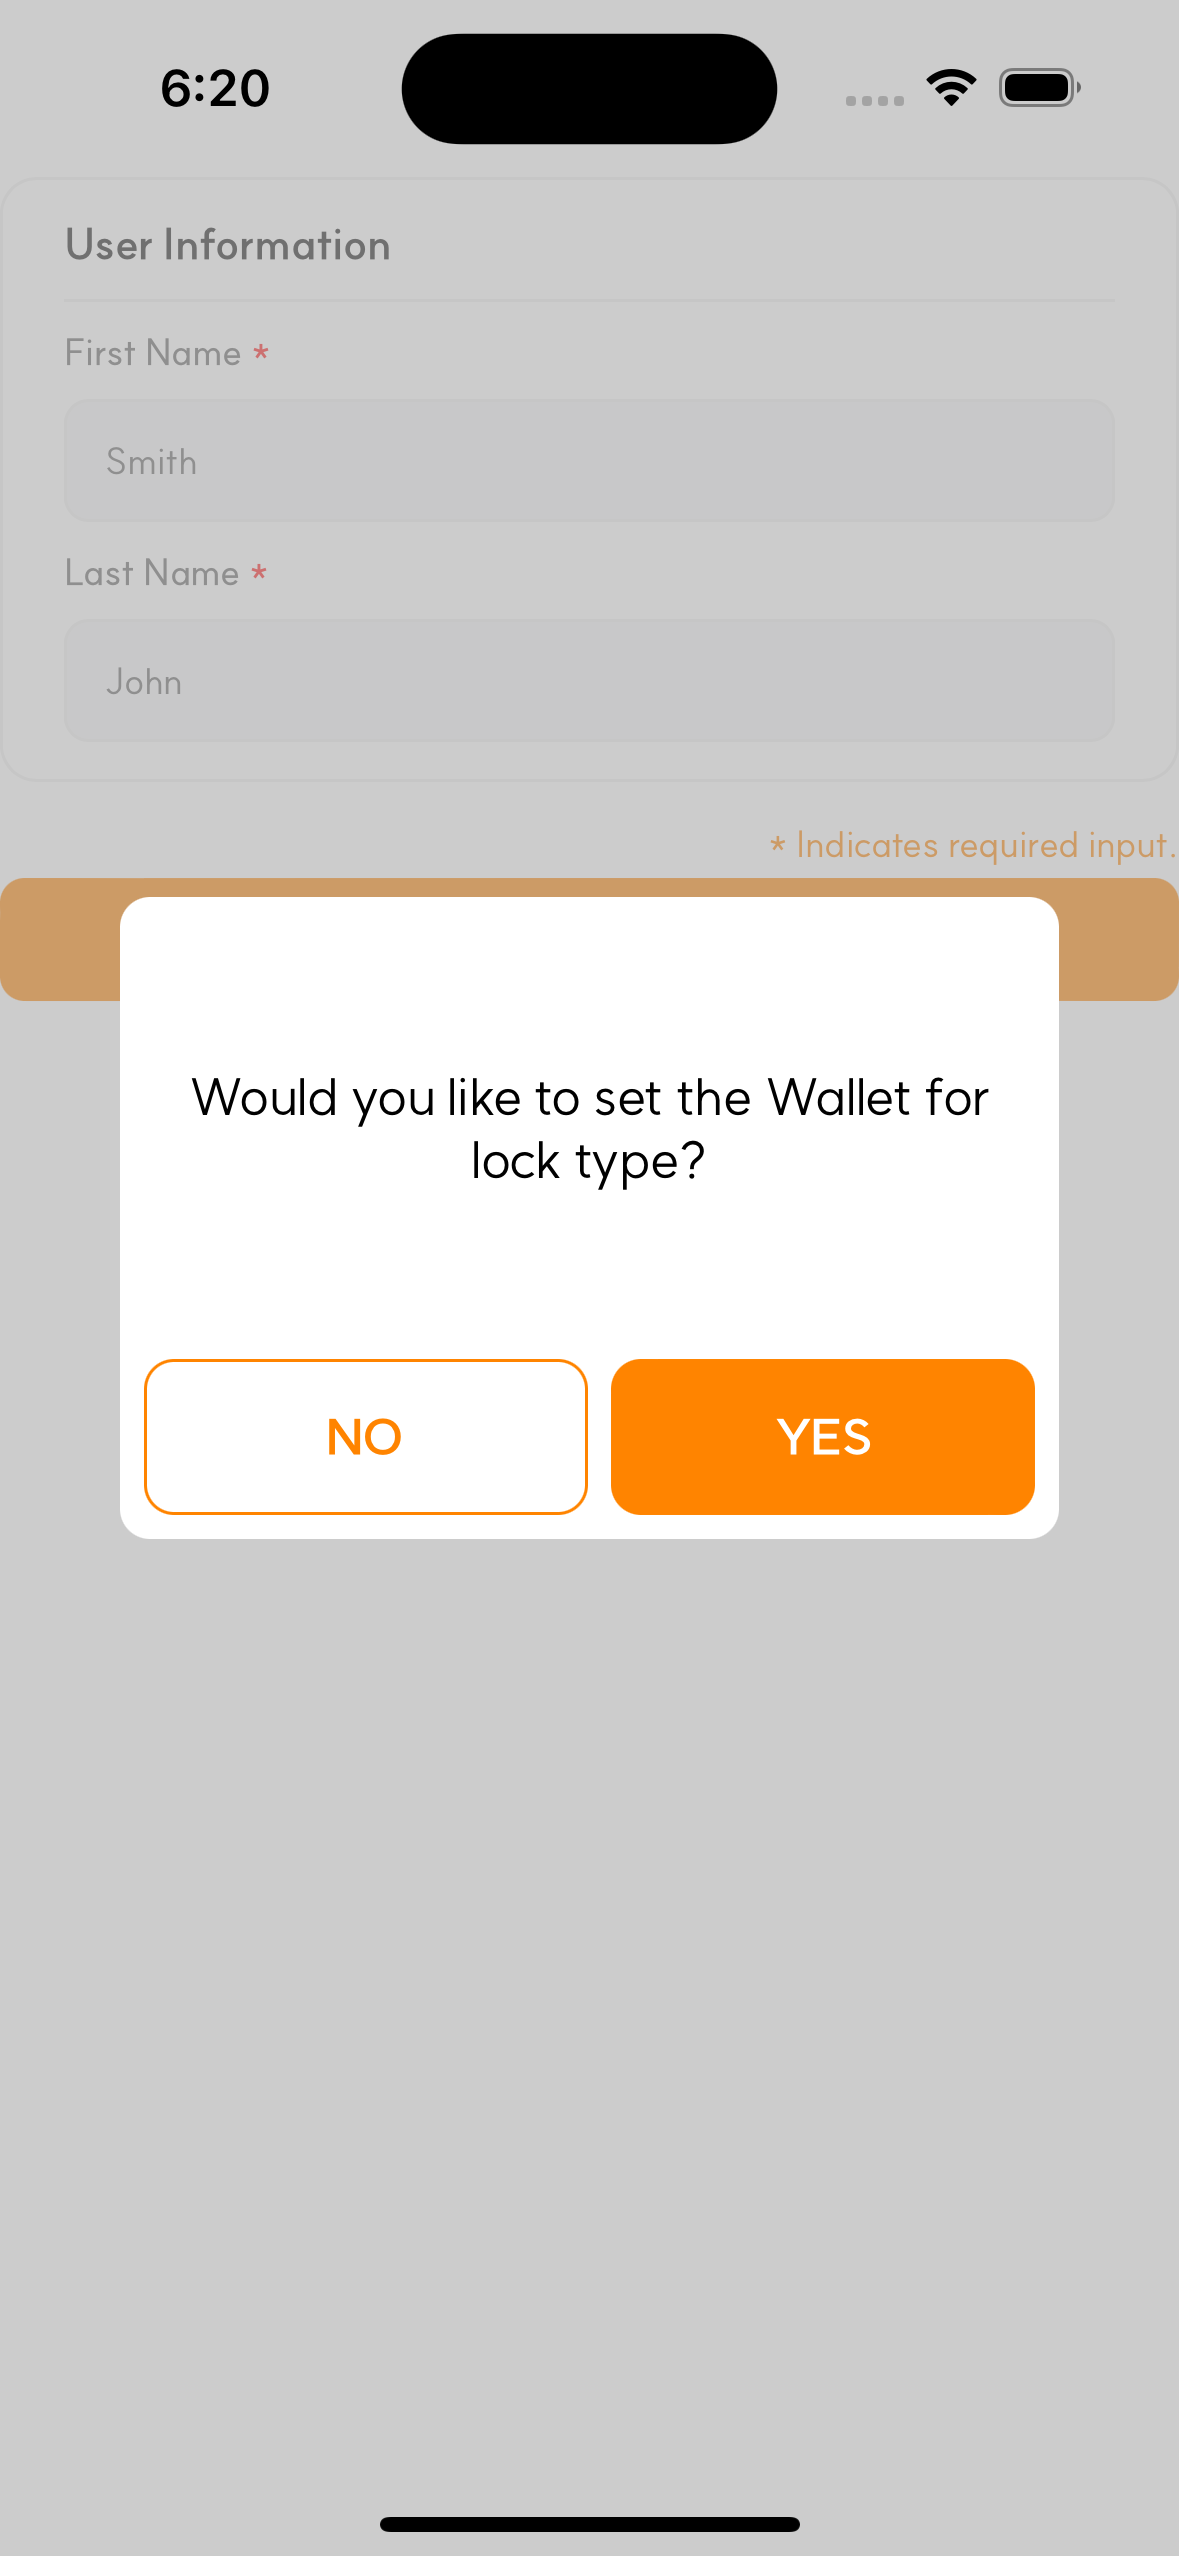 6:20
User Information
First Name *
Smith
Last Name *
John
* Indicates required input.
Would you like to set the Wallet for
lock type?
NO
YES